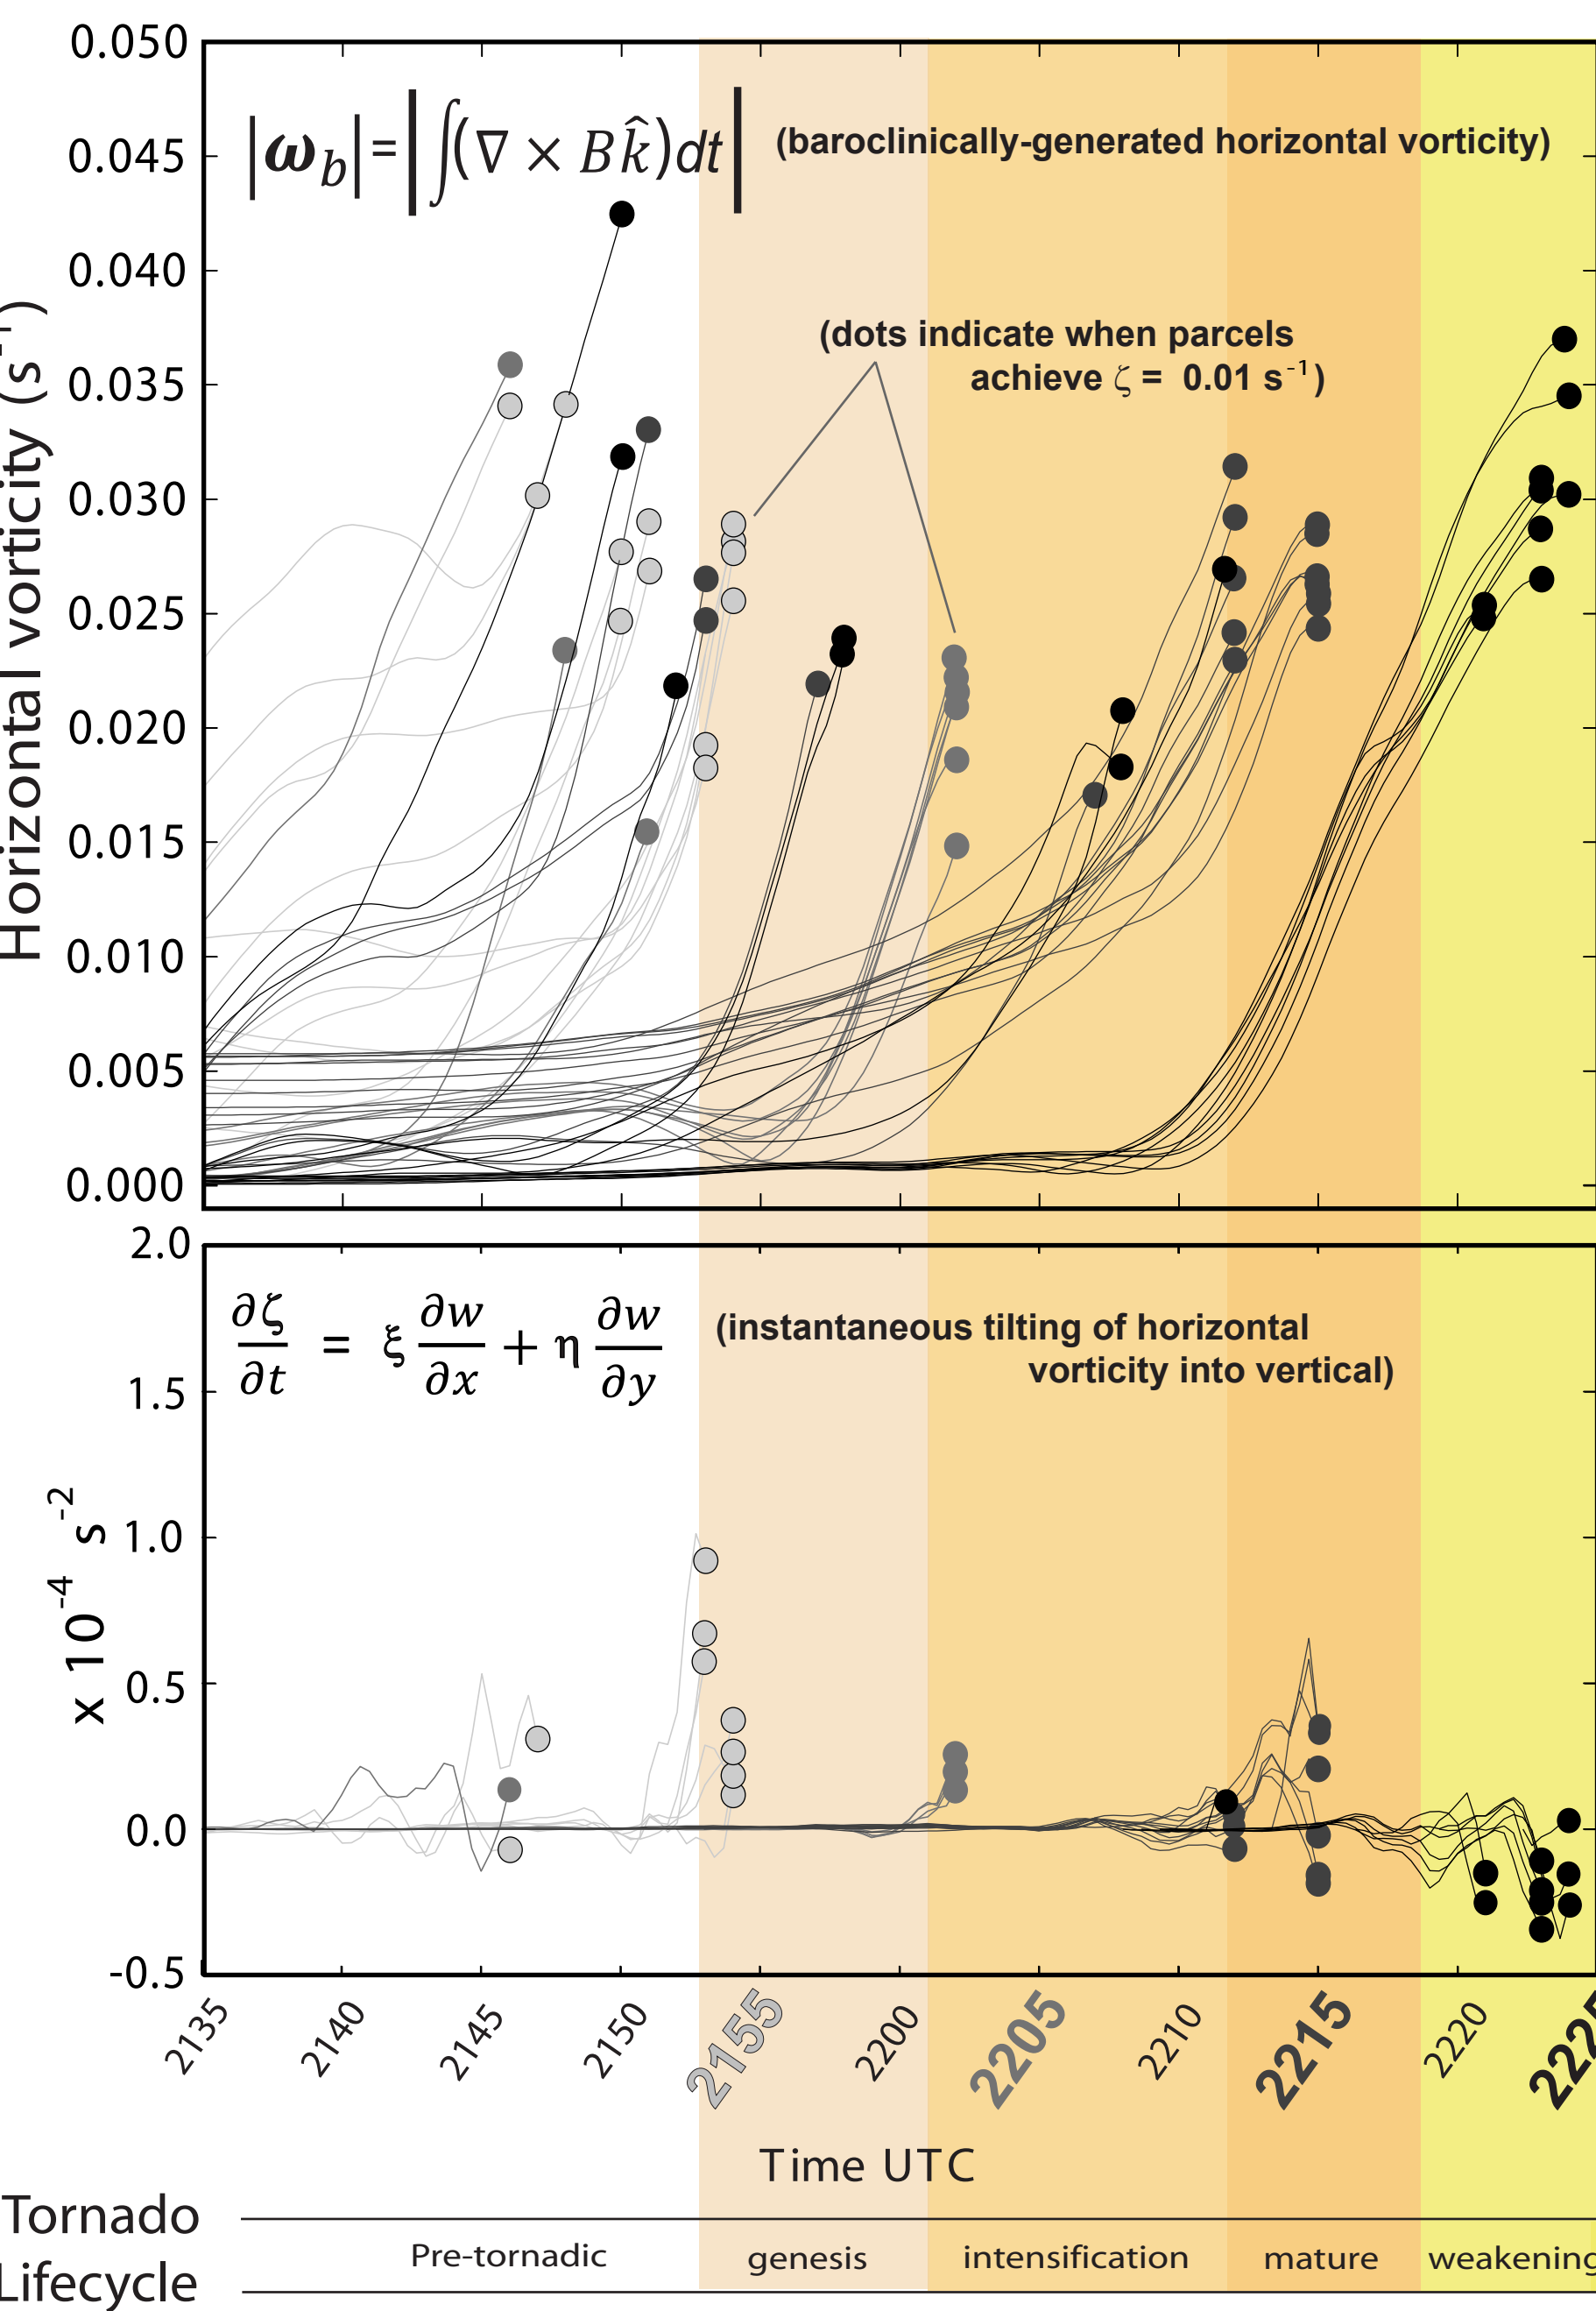 0.050
|ω_b| = |∫(∇ × B k̂)dt|
(baroclinically-generated horizontal vorticity)
0.045
0.040
(dots indicate when parcels
achieve ζ = 0.01 s⁻¹)
0.035
0.030
0.025
0.020
0.015
0.010
0.005
0.000
Horizontal vorticity (s⁻¹)
2.0
∂ζ/∂t = ξ ∂w/∂x + η ∂w/∂y
(instantaneous tilting of horizontal
vorticity into vertical)
1.5
1.0
0.5
0.0
-0.5
x 10⁻⁴ s⁻²
2135 2140 2145 2150 2155 2200 2205 2210 2215 2220 2225
Time UTC
Tornado
Lifecycle
Pre-tornadic genesis intensification mature weakening